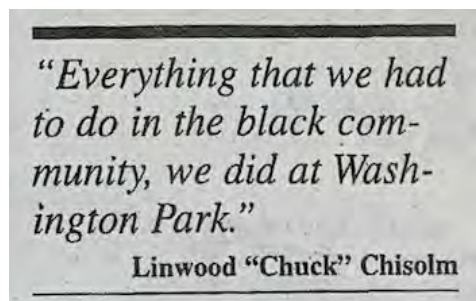 “Everything that we had
to do in the black com-
munity, we did at Wash-
ington Park.”
Linwood “Chuck” Chisolm